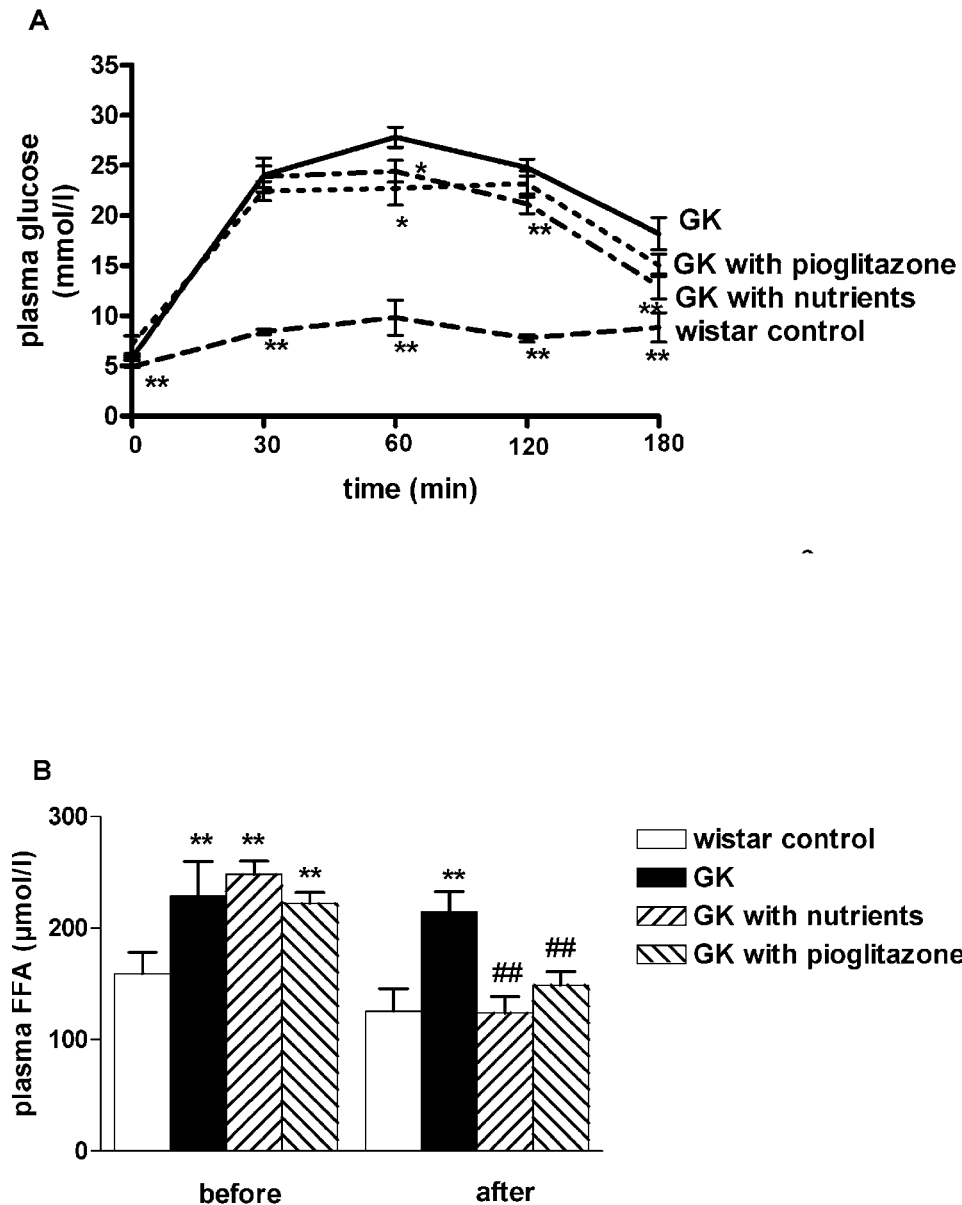 A
plasma glucose
(mmol/l)
35
30
25
20
15
10
5
0
*
*
**
**
**
**
**
**
**
GK
GK with pioglitazone
GK with nutrients
wistar control
0
30
60
120
180
time (min)
B
plasma FFA (µmol/l)
300
200
100
0
**
**
**
**
##
##
wistar control
GK
GK with nutrients
GK with pioglitazone
before
after